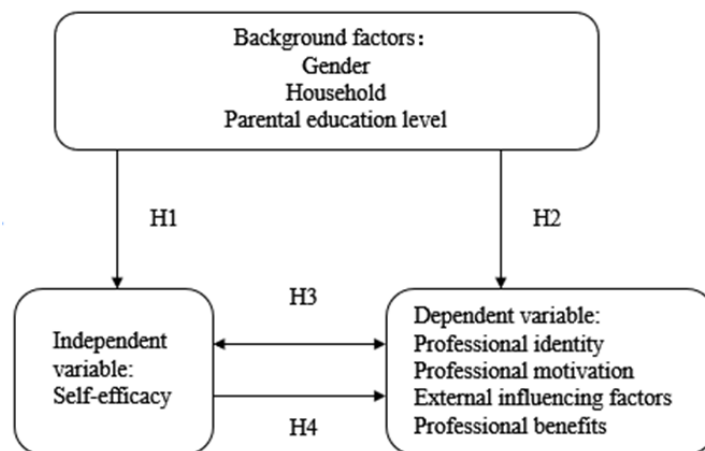 Background factors：
Gender
Household
Parental education level
H1
H2
H3
Independent
variable:
Self-efficacy
Dependent variable:
Professional identity
Professional motivation
External influencing factors
Professional benefits
H4